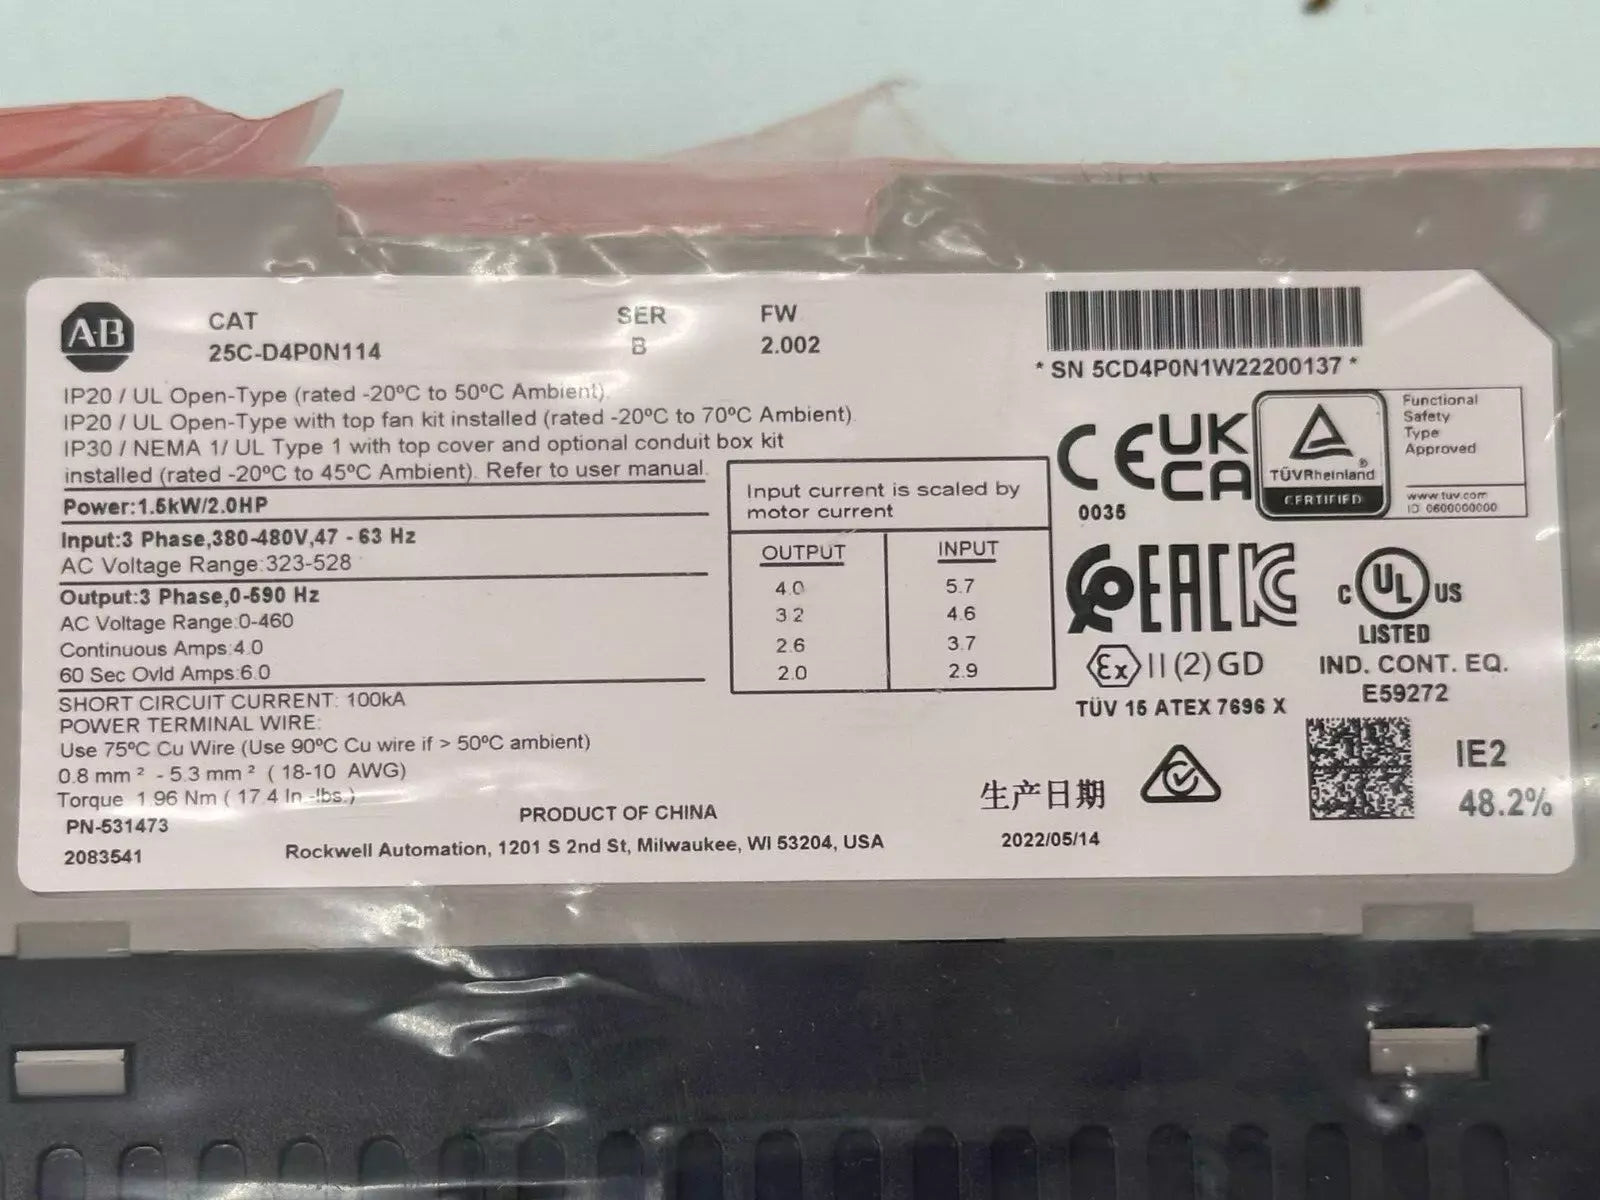 A-B
CAT
25C-D4P0N114
SER
B
FW
2.002
* SN 5CD4P0N1W22200137 *
IP20 / UL Open-Type (rated -20ºC to 50ºC Ambient).
IP20 / UL Open-Type with top fan kit installed (rated -20ºC to 70ºC Ambient).
IP30 / NEMA 1/ UL Type 1 with top cover and optional conduit box kit
installed (rated -20ºC to 45ºC Ambient). Refer to user manual.
Power:1.5kW/2.0HP
Input:3 Phase,380-480V,47 - 63 Hz
AC Voltage Range:323-528
Output:3 Phase,0-590 Hz
AC Voltage Range:0-460
Continuous Amps:4.0
60 Sec Ovld Amps:6.0
SHORT CIRCUIT CURRENT: 100kA
POWER TERMINAL WIRE:
Use 75ºC Cu Wire (Use 90ºC Cu wire if > 50ºC ambient)
0.8 mm ² - 5.3 mm ² ( 18-10 AWG)
Torque 1.96 Nm ( 17.4 In.-lbs.)
PN-531473
2083541
Input current is scaled by
motor current
OUTPUT INPUT
4.0 5.7
3.2 4.6
2.6 3.7
2.0 2.9
PRODUCT OF CHINA
Rockwell Automation, 1201 S 2nd St, Milwaukee, WI 53204, USA
CE
0035
UK
CA
TÜVRheinland
®
CERTIFIED
Functional
Safety
Type
Approved
www.tuv.com
ID 0600000000
EAC
KC
Ex II (2) GD
TÜV 15 ATEX 7696 X
C UL US
LISTED
IND. CONT. EQ.
E59272
生产日期
2022/05/14
IE2
48.2%